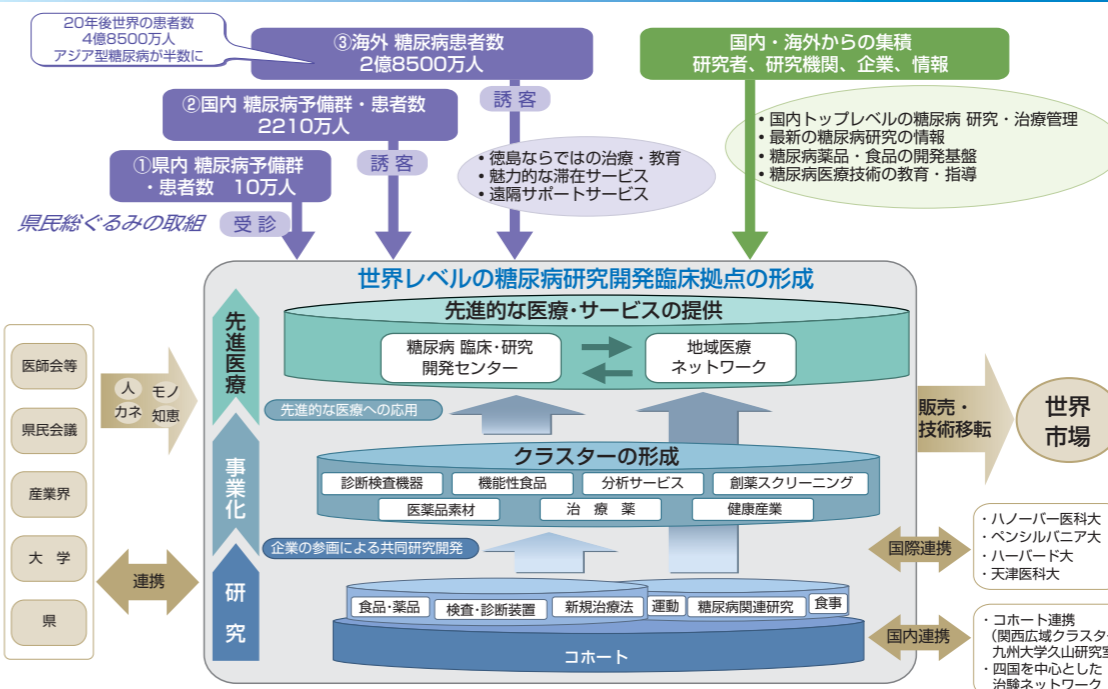 20年後世界の患者数
4億8500万人
アジア型糖尿病が半数に
③海外 糖尿病患者数
2億8500万人
国内・海外からの集積
研究者、研究機関、企業、情報
②国内 糖尿病予備群・患者数
2210万人
誘客
①県内 糖尿病予備群
・患者数 10万人
誘客
県民総ぐるみの取組
受診
・徳島ならではの治療・教育
・魅力的な滞在サービス
・遠隔サポートサービス
・国内トップレベルの糖尿病 研究・治療管理
・最新の糖尿病研究の情報
・糖尿病薬品・食品の開発基盤
・糖尿病医療技術の教育・指導
世界レベルの糖尿病研究開発臨床拠点の形成
先進医療
先進的な医療・サービスの提供
糖尿病 臨床・研究
開発センター
地域医療
ネットワーク
先進的な医療への応用
事業化
クラスターの形成
診断検査機器
機能性食品
分析サービス
創薬スクリーニング
医薬品素材
治療薬
健康産業
企業の参画による共同研究開発
研究
食品・薬品
検査・診断装置
新規治療法
運動
糖尿病関連研究
食事
コホート
医師会等
県民会議
産業界
大学
県
人 モノ
カネ 知恵
連携
販売・
技術移転
世界
市場
国際連携
・ハノーバー医科大
・ペンシルバニア大
・ハーバード大
・天津医科大
国内連携
・コホート連携
（関西広域クラスター
九州大学久山研究室
・四国を中心とした
治験ネットワーク